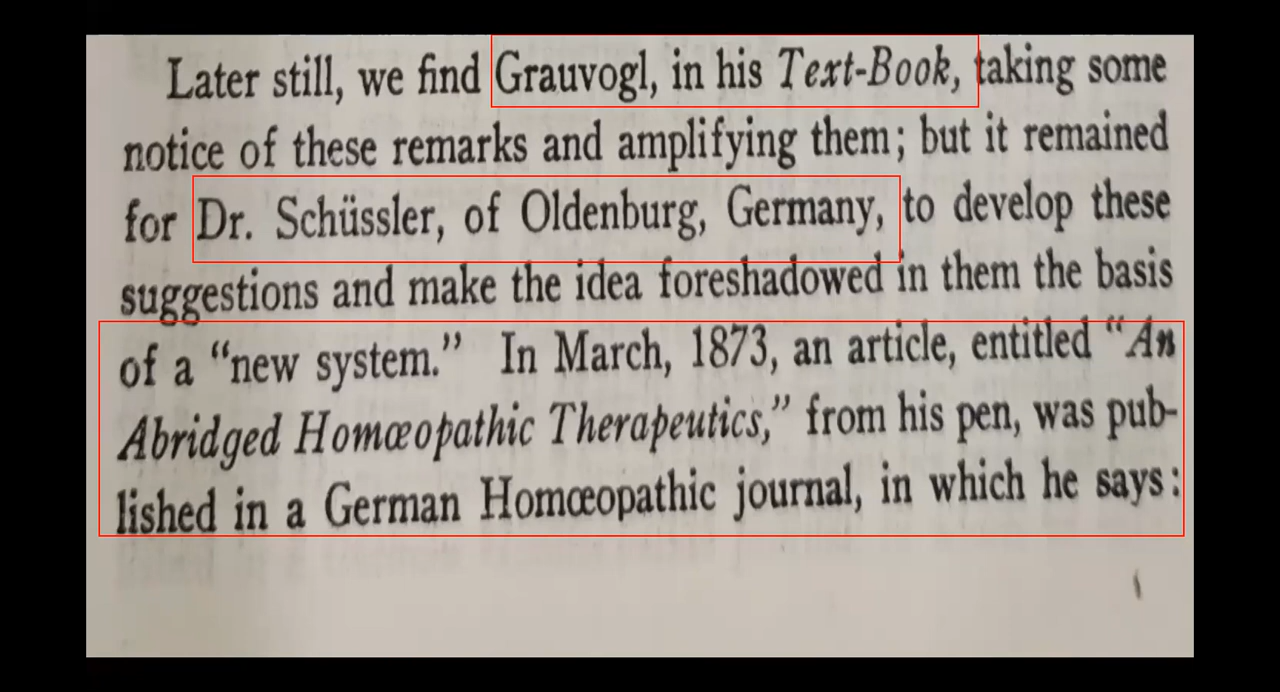 Later still, we find Grauvogl, in his Text-Book, taking some
notice of these remarks and amplifying them; but it remained
for Dr. Schüssler, of Oldenburg, Germany, to develop these
suggestions and make the idea foreshadowed in them the basis
of a “new system.” In March, 1873, an article, entitled “An
Abridged Homœopathic Therapeutics,” from his pen, was pub-
lished in a German Homœopathic journal, in which he says: